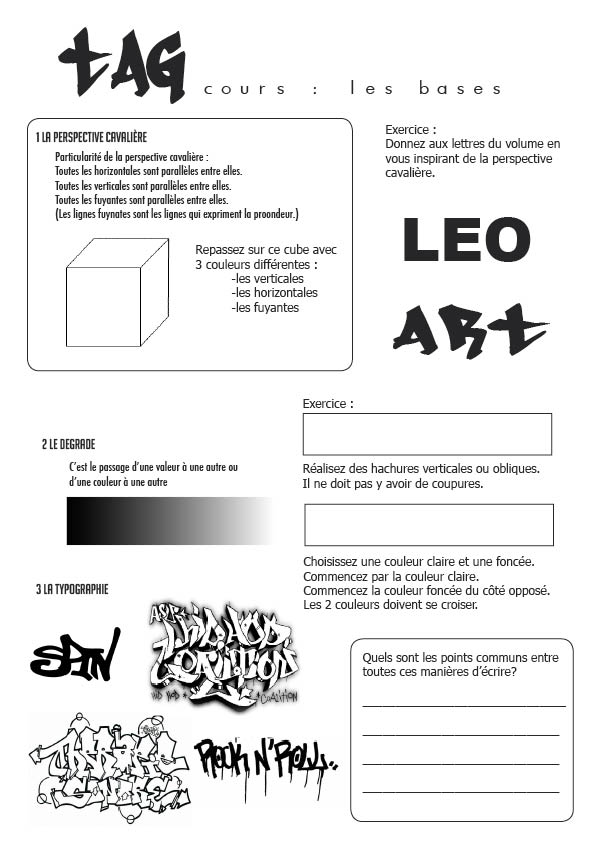 TAG cours : les bases
1 LA PERSPECTIVE CAVALIÈRE
Particularité de la perspective cavalière :
Toutes les horizontales sont parallèles entre elles.
Toutes les verticales sont parallèles entre elles.
Toutes les fuyantes sont parallèles entre elles.
(Les lignes fuynates sont les lignes qui expriment la proondeur.)
Repassez sur ce cube avec
3 couleurs différentes :
-les verticales
-les horizontales
-les fuyantes
Exercice :
Donnez aux lettres du volume en
vous inspirant de la perspective
cavalière.
LEO
ART
2 LE DEGRADE
C'est le passage d'une valeur à une autre ou
d'une couleur à une autre
Exercice :
Réalisez des hachures verticales ou obliques.
Il ne doit pas y avoir de coupures.
Choisissez une couleur claire et une foncée.
Commencez par la couleur claire.
Commencez la couleur foncée du côté opposé.
Les 2 couleurs doivent se croiser.
3 LA TYPOGRAPHIE
HIP HOP
COALITION
HIP HOP * COALITION
ROCK N' ROLL..
Quels sont les points communs entre
toutes ces manières d'écrire?